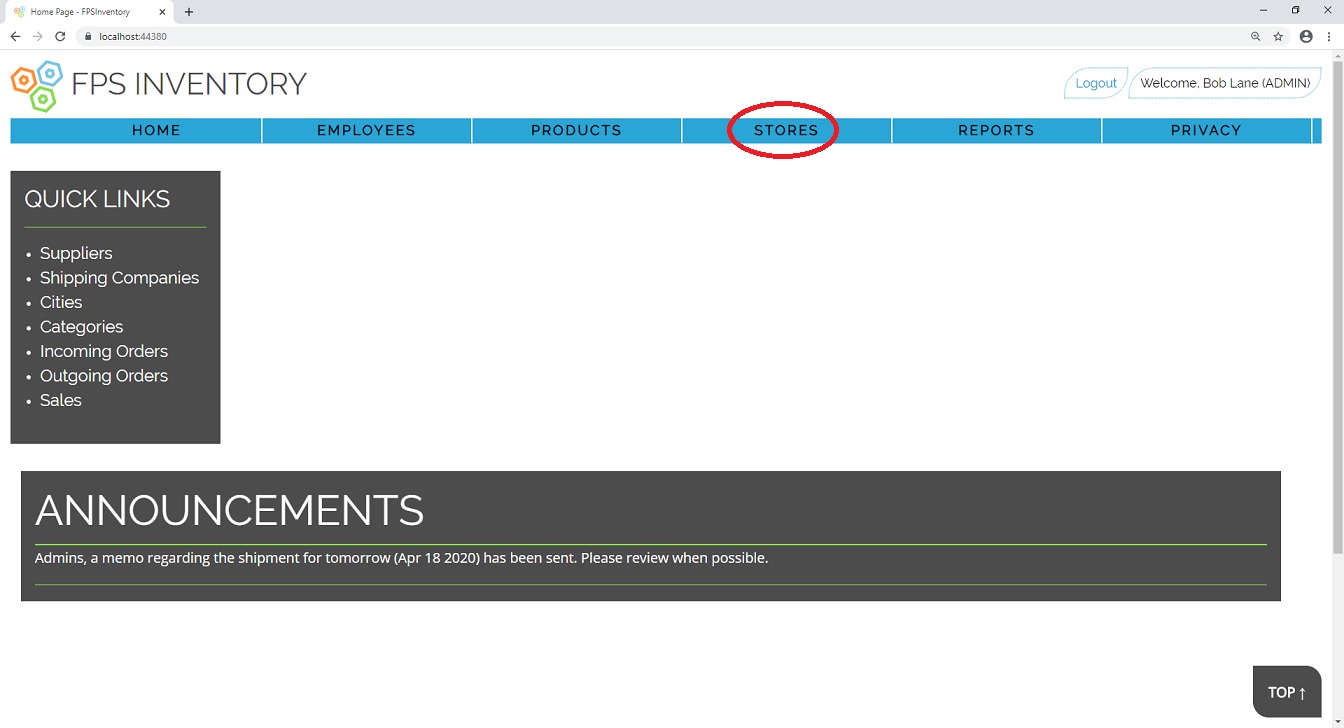 Home Page - FPSInventory
localhost:44380
FPS INVENTORY
Logout
Welcome, Bob Lane (ADMIN)
HOME EMPLOYEES PRODUCTS STORES REPORTS PRIVACY
QUICK LINKS
• Suppliers
• Shipping Companies
• Cities
• Categories
• Incoming Orders
• Outgoing Orders
• Sales
ANNOUNCEMENTS
Admins, a memo regarding the shipment for tomorrow (Apr 18 2020) has been sent. Please review when possible.
TOP ↑